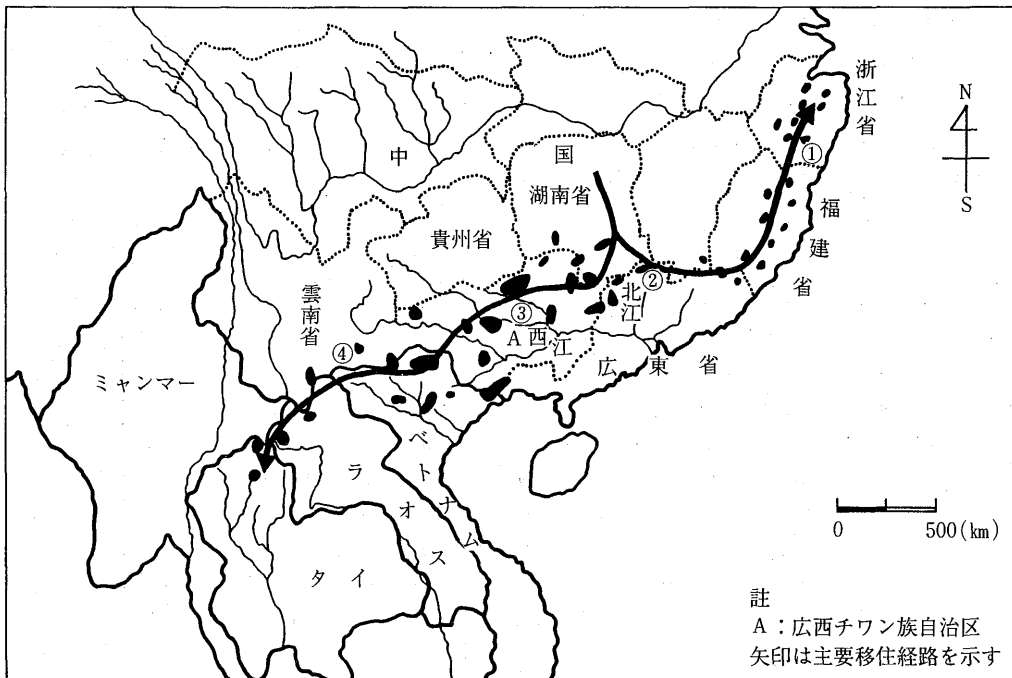 浙江省
N
S
中
国
①
湖南省
福建省
貴州省
②
北江
雲南省
③
A
西江
広東省
④
ミャンマー
ベトナム
ラオス
タイ
0 500(km)
註
A:広西チワン族自治区
矢印は主要移住経路を示す